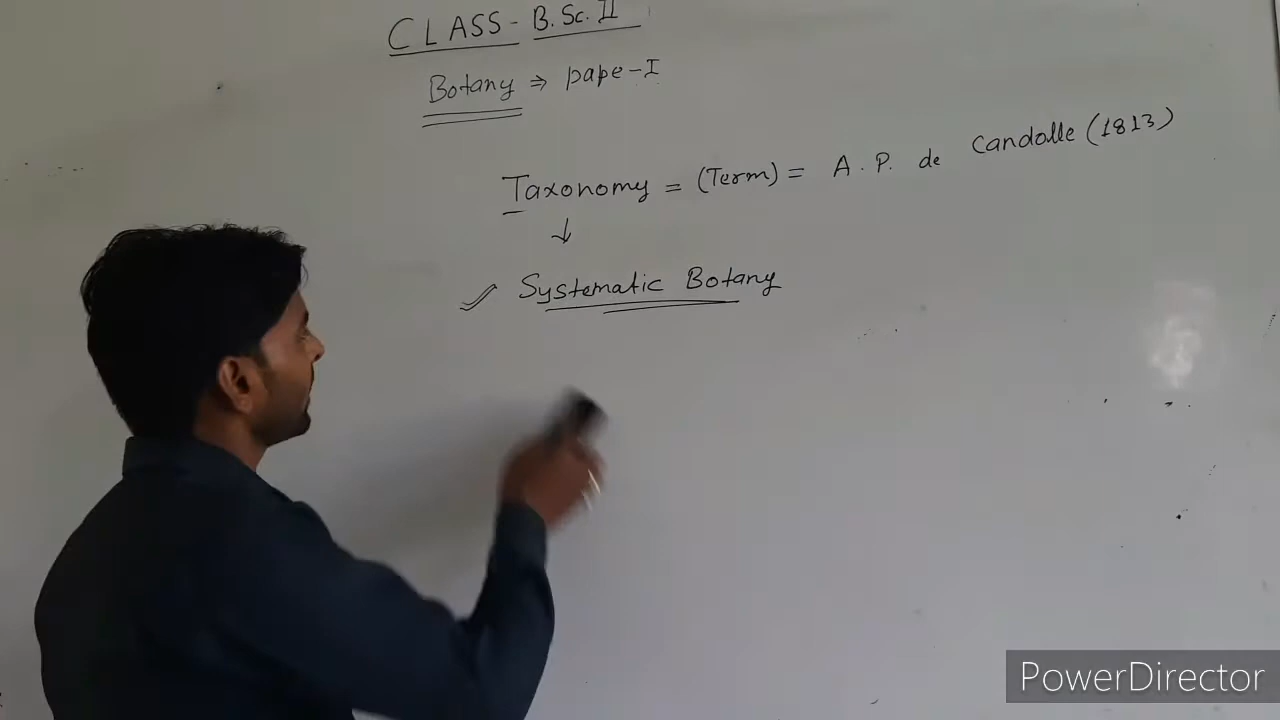 CLASS - B.Sc. II
Botany ⇒ pape-I
Taxonomy = (Term) = A. P. de Candolle (1813)
↓
Systematic Botany
PowerDirector